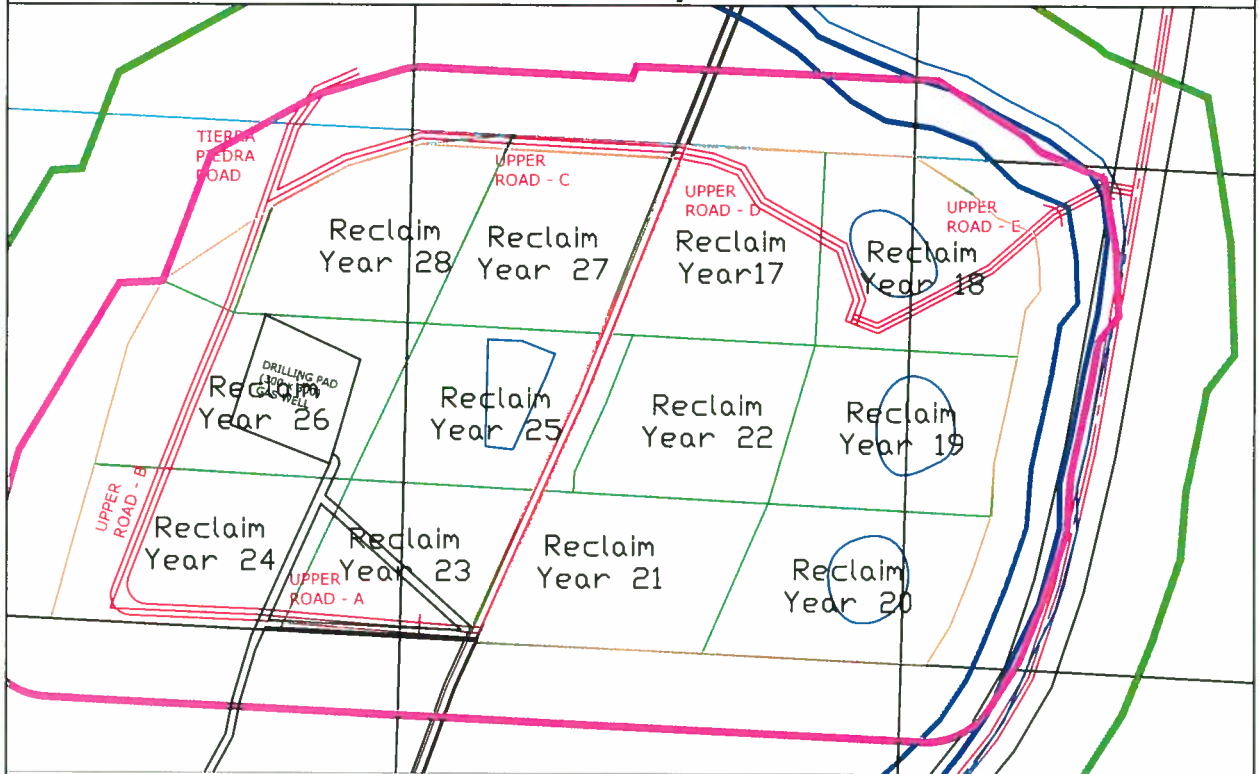 TIERRA
PIEDRA
ROAD
UPPER
ROAD - C
UPPER
ROAD - D
UPPER
ROAD - E
Reclaim
Year 28
Reclaim
Year 27
Reclaim
Year17
Reclaim
Year 18
DRILLING PAD
GAS WELL
Reclaim
Year 26
Reclaim
Year 25
Reclaim
Year 22
Reclaim
Year 19
UPPER
ROAD - B
Reclaim
Year 24
Reclaim
Year 23
UPPER
ROAD - A
Reclaim
Year 21
Reclaim
Year 20